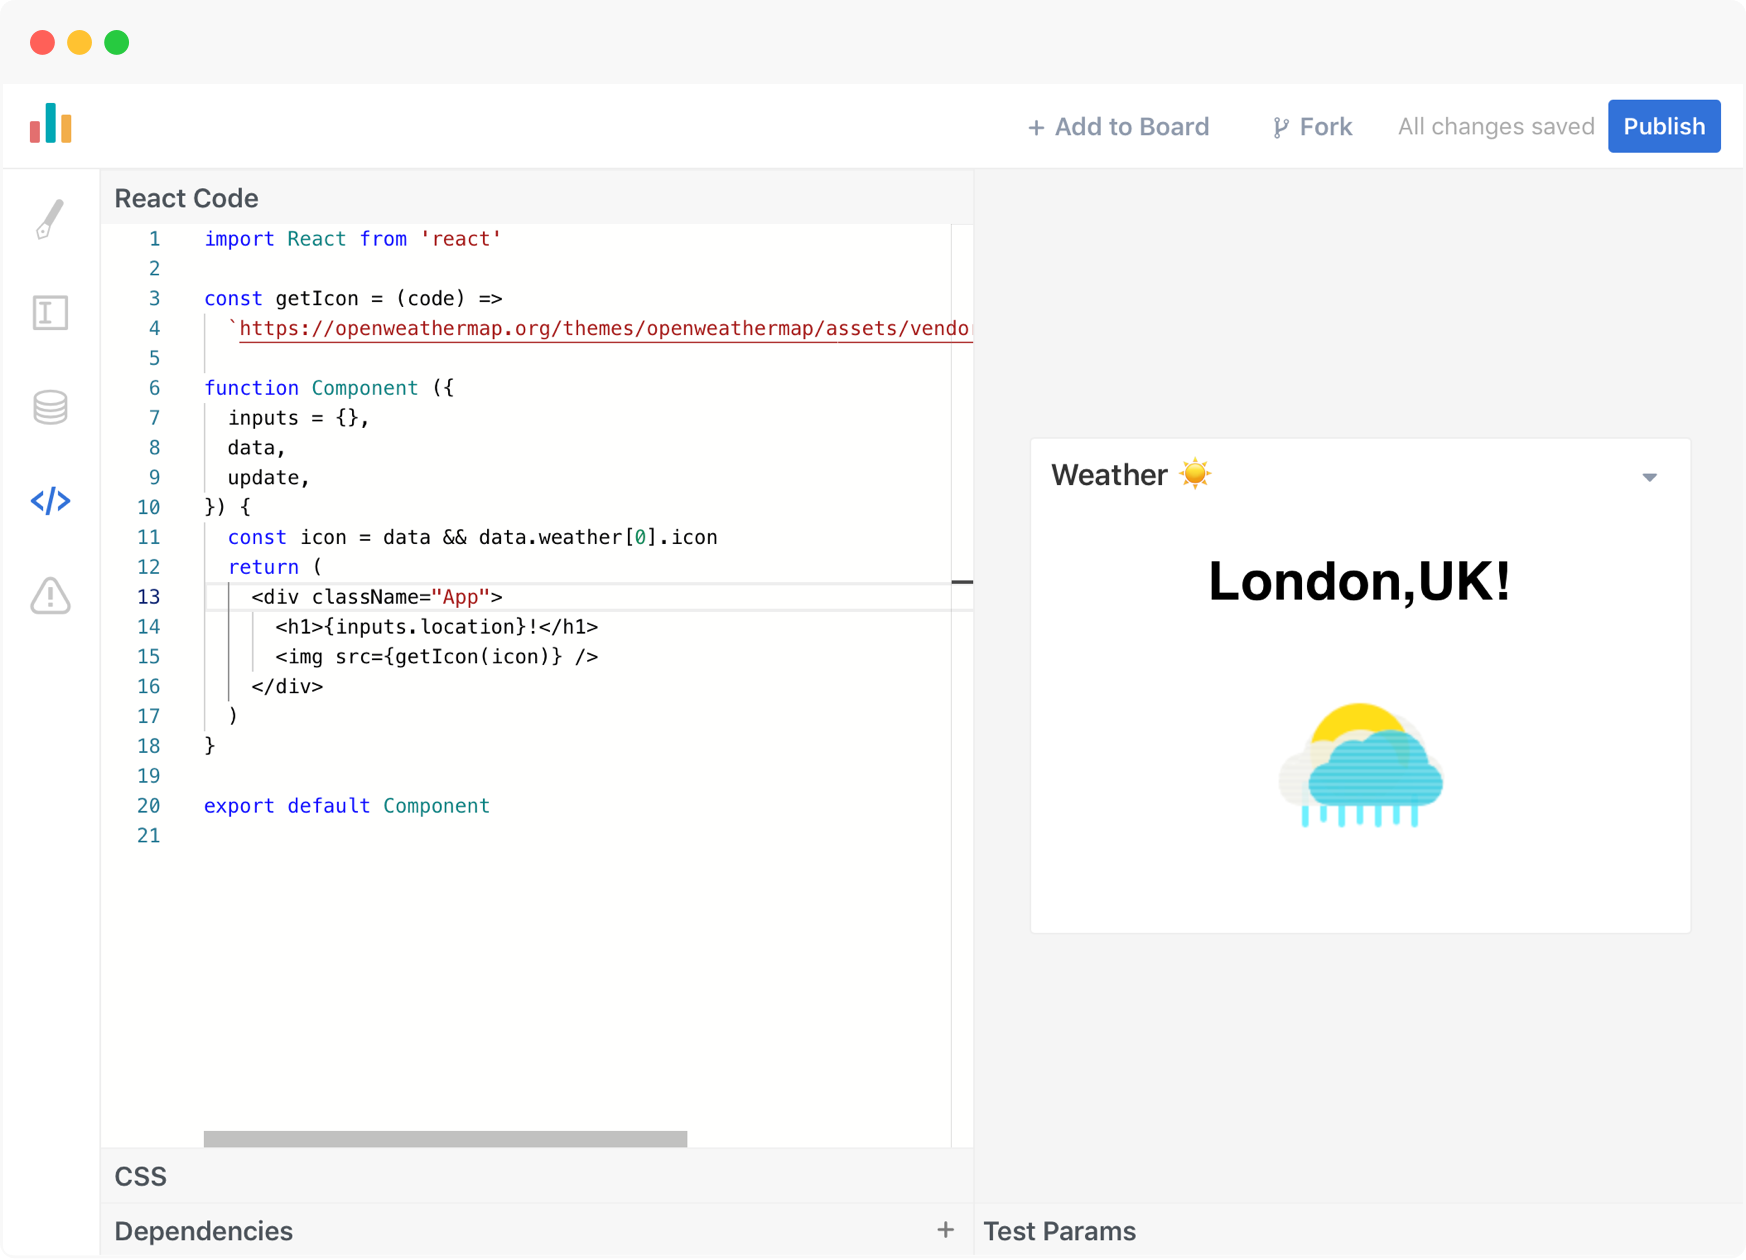 + Add to Board
Fork
All changes saved
Publish
React Code
1 import React from 'react'
2
3 const getIcon = (code) =>
4 `https://openweathermap.org/themes/openweathermap/assets/vendo
5
6 function Component ({
7 inputs = {},
8 data,
9 update,
10 }) {
11 const icon = data && data.weather[0].icon
12 return (
13 <div className="App">
14 <h1>{inputs.location}!</h1>
15 <img src={getIcon(icon)} />
16 </div>
17 )
18 }
19
20 export default Component
21
Weather
London,UK!
CSS
Dependencies +
Test Params